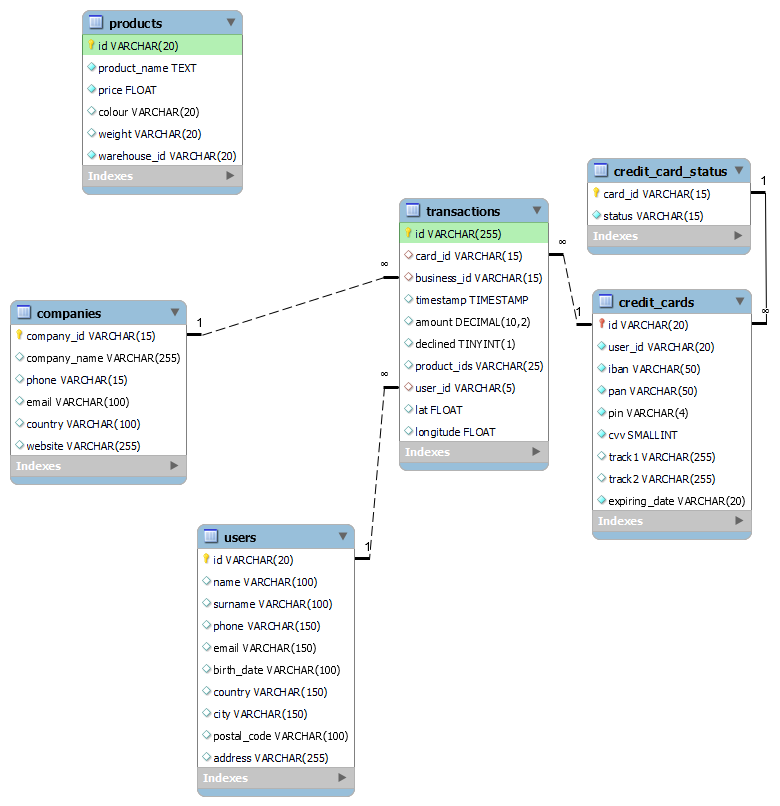 products
id VARCHAR(20)
product_name TEXT
price FLOAT
colour VARCHAR(20)
weight VARCHAR(20)
warehouse_id VARCHAR(20)
Indexes
credit_card_status
card_id VARCHAR(15)
status VARCHAR(15)
Indexes
1
∞
transactions
id VARCHAR(255)
card_id VARCHAR(15)
business_id VARCHAR(15)
timestamp TIMESTAMP
amount DECIMAL(10,2)
declined TINYINT(1)
product_ids VARCHAR(25)
user_id VARCHAR(5)
lat FLOAT
longitude FLOAT
Indexes
∞
1
∞
1
∞
1
credit_cards
id VARCHAR(20)
user_id VARCHAR(20)
iban VARCHAR(50)
pan VARCHAR(50)
pin VARCHAR(4)
cvv SMALLINT
track1 VARCHAR(255)
track2 VARCHAR(255)
expiring_date VARCHAR(20)
Indexes
companies
company_id VARCHAR(15)
company_name VARCHAR(255)
phone VARCHAR(15)
email VARCHAR(100)
country VARCHAR(100)
website VARCHAR(255)
Indexes
users
id VARCHAR(20)
name VARCHAR(100)
surname VARCHAR(100)
phone VARCHAR(150)
email VARCHAR(150)
birth_date VARCHAR(100)
country VARCHAR(150)
city VARCHAR(150)
postal_code VARCHAR(100)
address VARCHAR(255)
Indexes